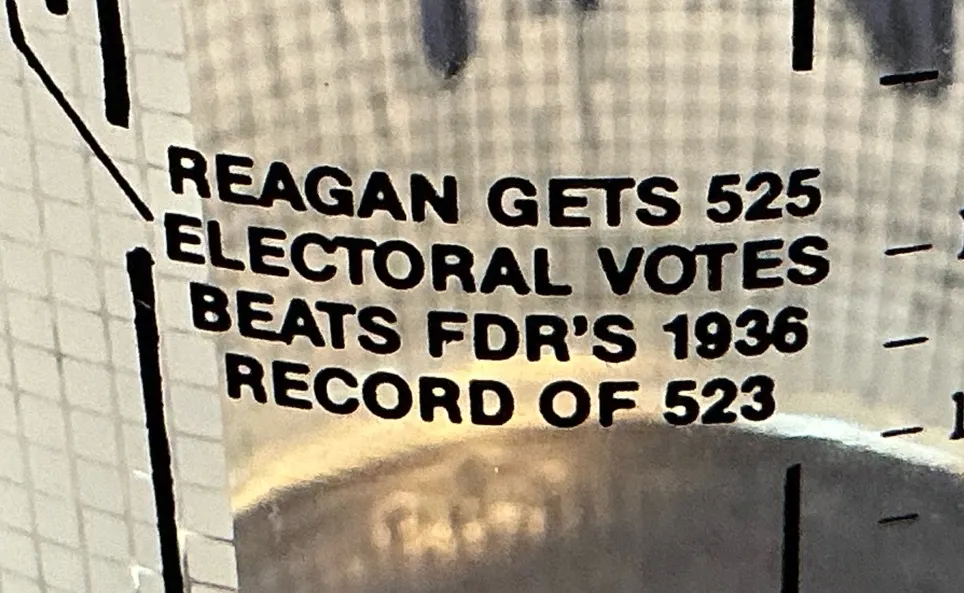 REAGAN GETS 525
ELECTORAL VOTES
BEATS FDR'S 1936
RECORD OF 523